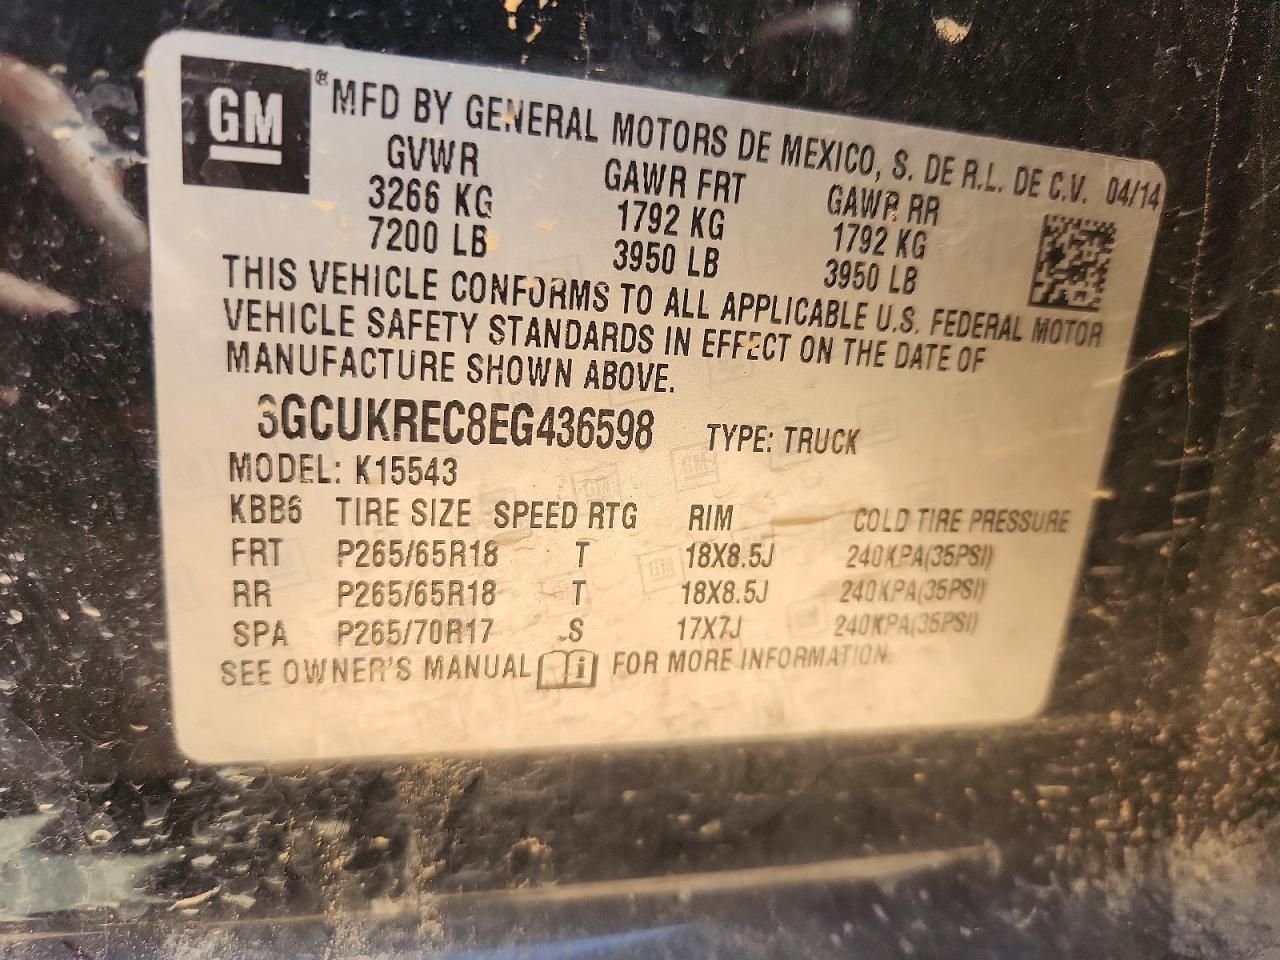 GM ® MFD BY GENERAL MOTORS DE MEXICO, S. DE R.L. DE C.V. 04/14
GVWR GAWR FRT GAWR RR
3266 KG 1792 KG 1792 KG
7200 LB 3950 LB 3950 LB
THIS VEHICLE CONFORMS TO ALL APPLICABLE U.S. FEDERAL MOTOR
VEHICLE SAFETY STANDARDS IN EFFECT ON THE DATE OF
MANUFACTURE SHOWN ABOVE.
3GCUKREC8EG436598 TYPE: TRUCK
MODEL: K15543
KBB6 TIRE SIZE SPEED RTG RIM COLD TIRE PRESSURE
FRT P265/65R18 T 18X8.5J 240KPA(35PSI)
RR P265/65R18 T 18X8.5J 240KPA(35PSI)
SPA P265/70R17 S 17X7J 240KPA(35PSI)
SEE OWNER'S MANUAL i FOR MORE INFORMATION.